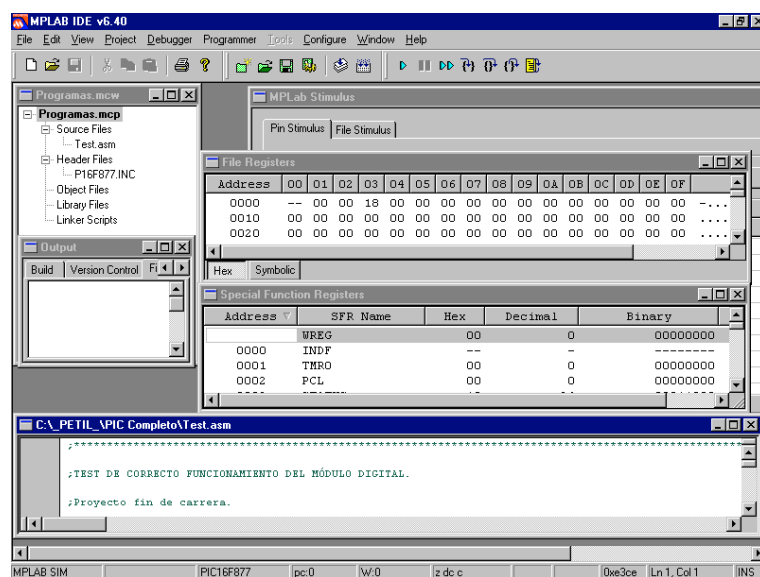 MPLAB IDE v6.40
File Edit View Project Debugger Programmer Tools Configure Window Help
Programas.mcw
Programas.mcp
Source Files
Test.asm
Header Files
P16F877.INC
Object Files
Library Files
Linker Scripts
MPLab Stimulus
Pin Stimulus File Stimulus
File Registers
Address 00 01 02 03 04 05 06 07 08 09 0A 0B 0C 0D 0E 0F
0000 -- 00 00 18 00 00 00 00 00 00 00 00 00 00 00 00 -...
0010 00 00 00 00 00 00 00 00 00 00 00 00 00 00 00 00 ....
0020 00 00 00 00 00 00 00 00 00 00 00 00 00 00 00 00 ....
Hex Symbolic
Output
Build Version Control
Special Function Registers
Address SFR Name Hex Decimal Binary
WREG 00 0 00000000
0000 INDF -- - --------
0001 TMR0 00 0 00000000
0002 PCL 00 0 00000000
C:\_PETIL_\PIC Completo\Test.asm
;TEST DE CORRECTO FUNCIONAMIENTO DEL MÓDULO DIGITAL.
;Proyecto fin de carrera.
MPLAB SIM PIC16F877 pc:0 W:0 z dc c 0xe3ce Ln 1, Col 1 INS